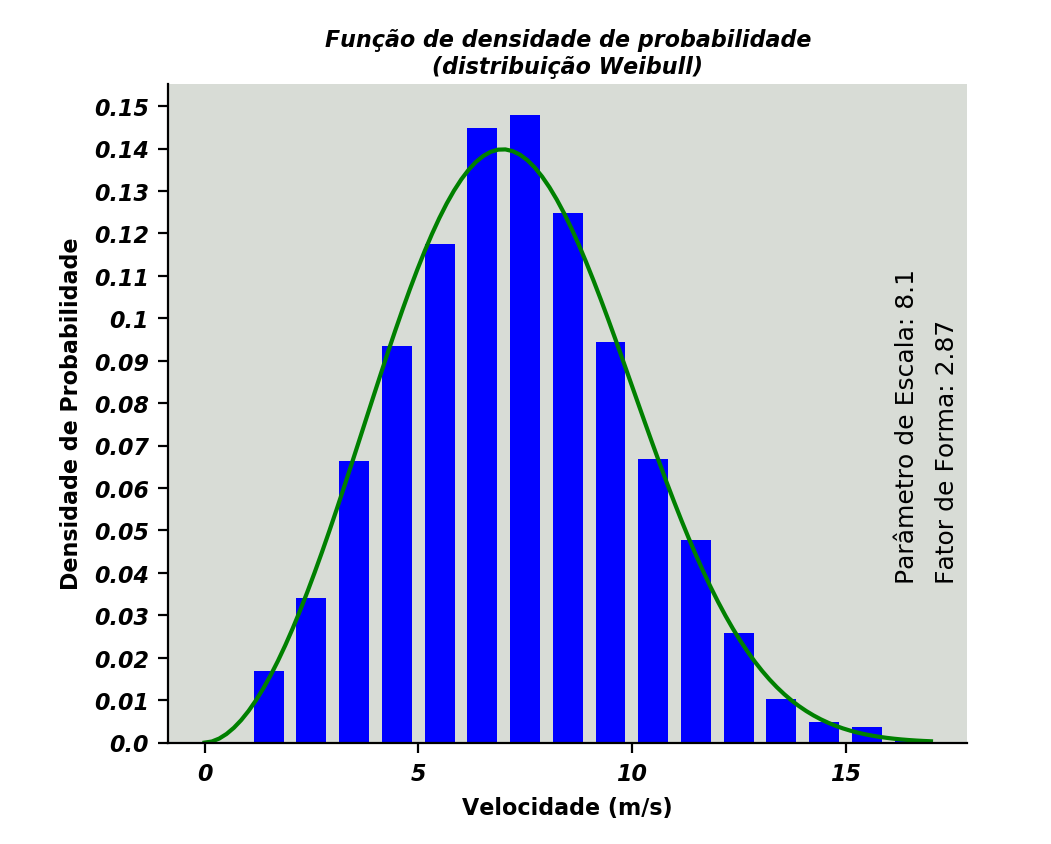 Função de densidade de probabilidade
(distribuição Weibull)
Densidade de Probabilidade
0.15
0.14
0.13
0.12
0.11
0.1
0.09
0.08
0.07
0.06
0.05
0.04
0.03
0.02
0.01
0.0
Parâmetro de Escala: 8.1
Fator de Forma: 2.87
0 5 10 15
Velocidade (m/s)